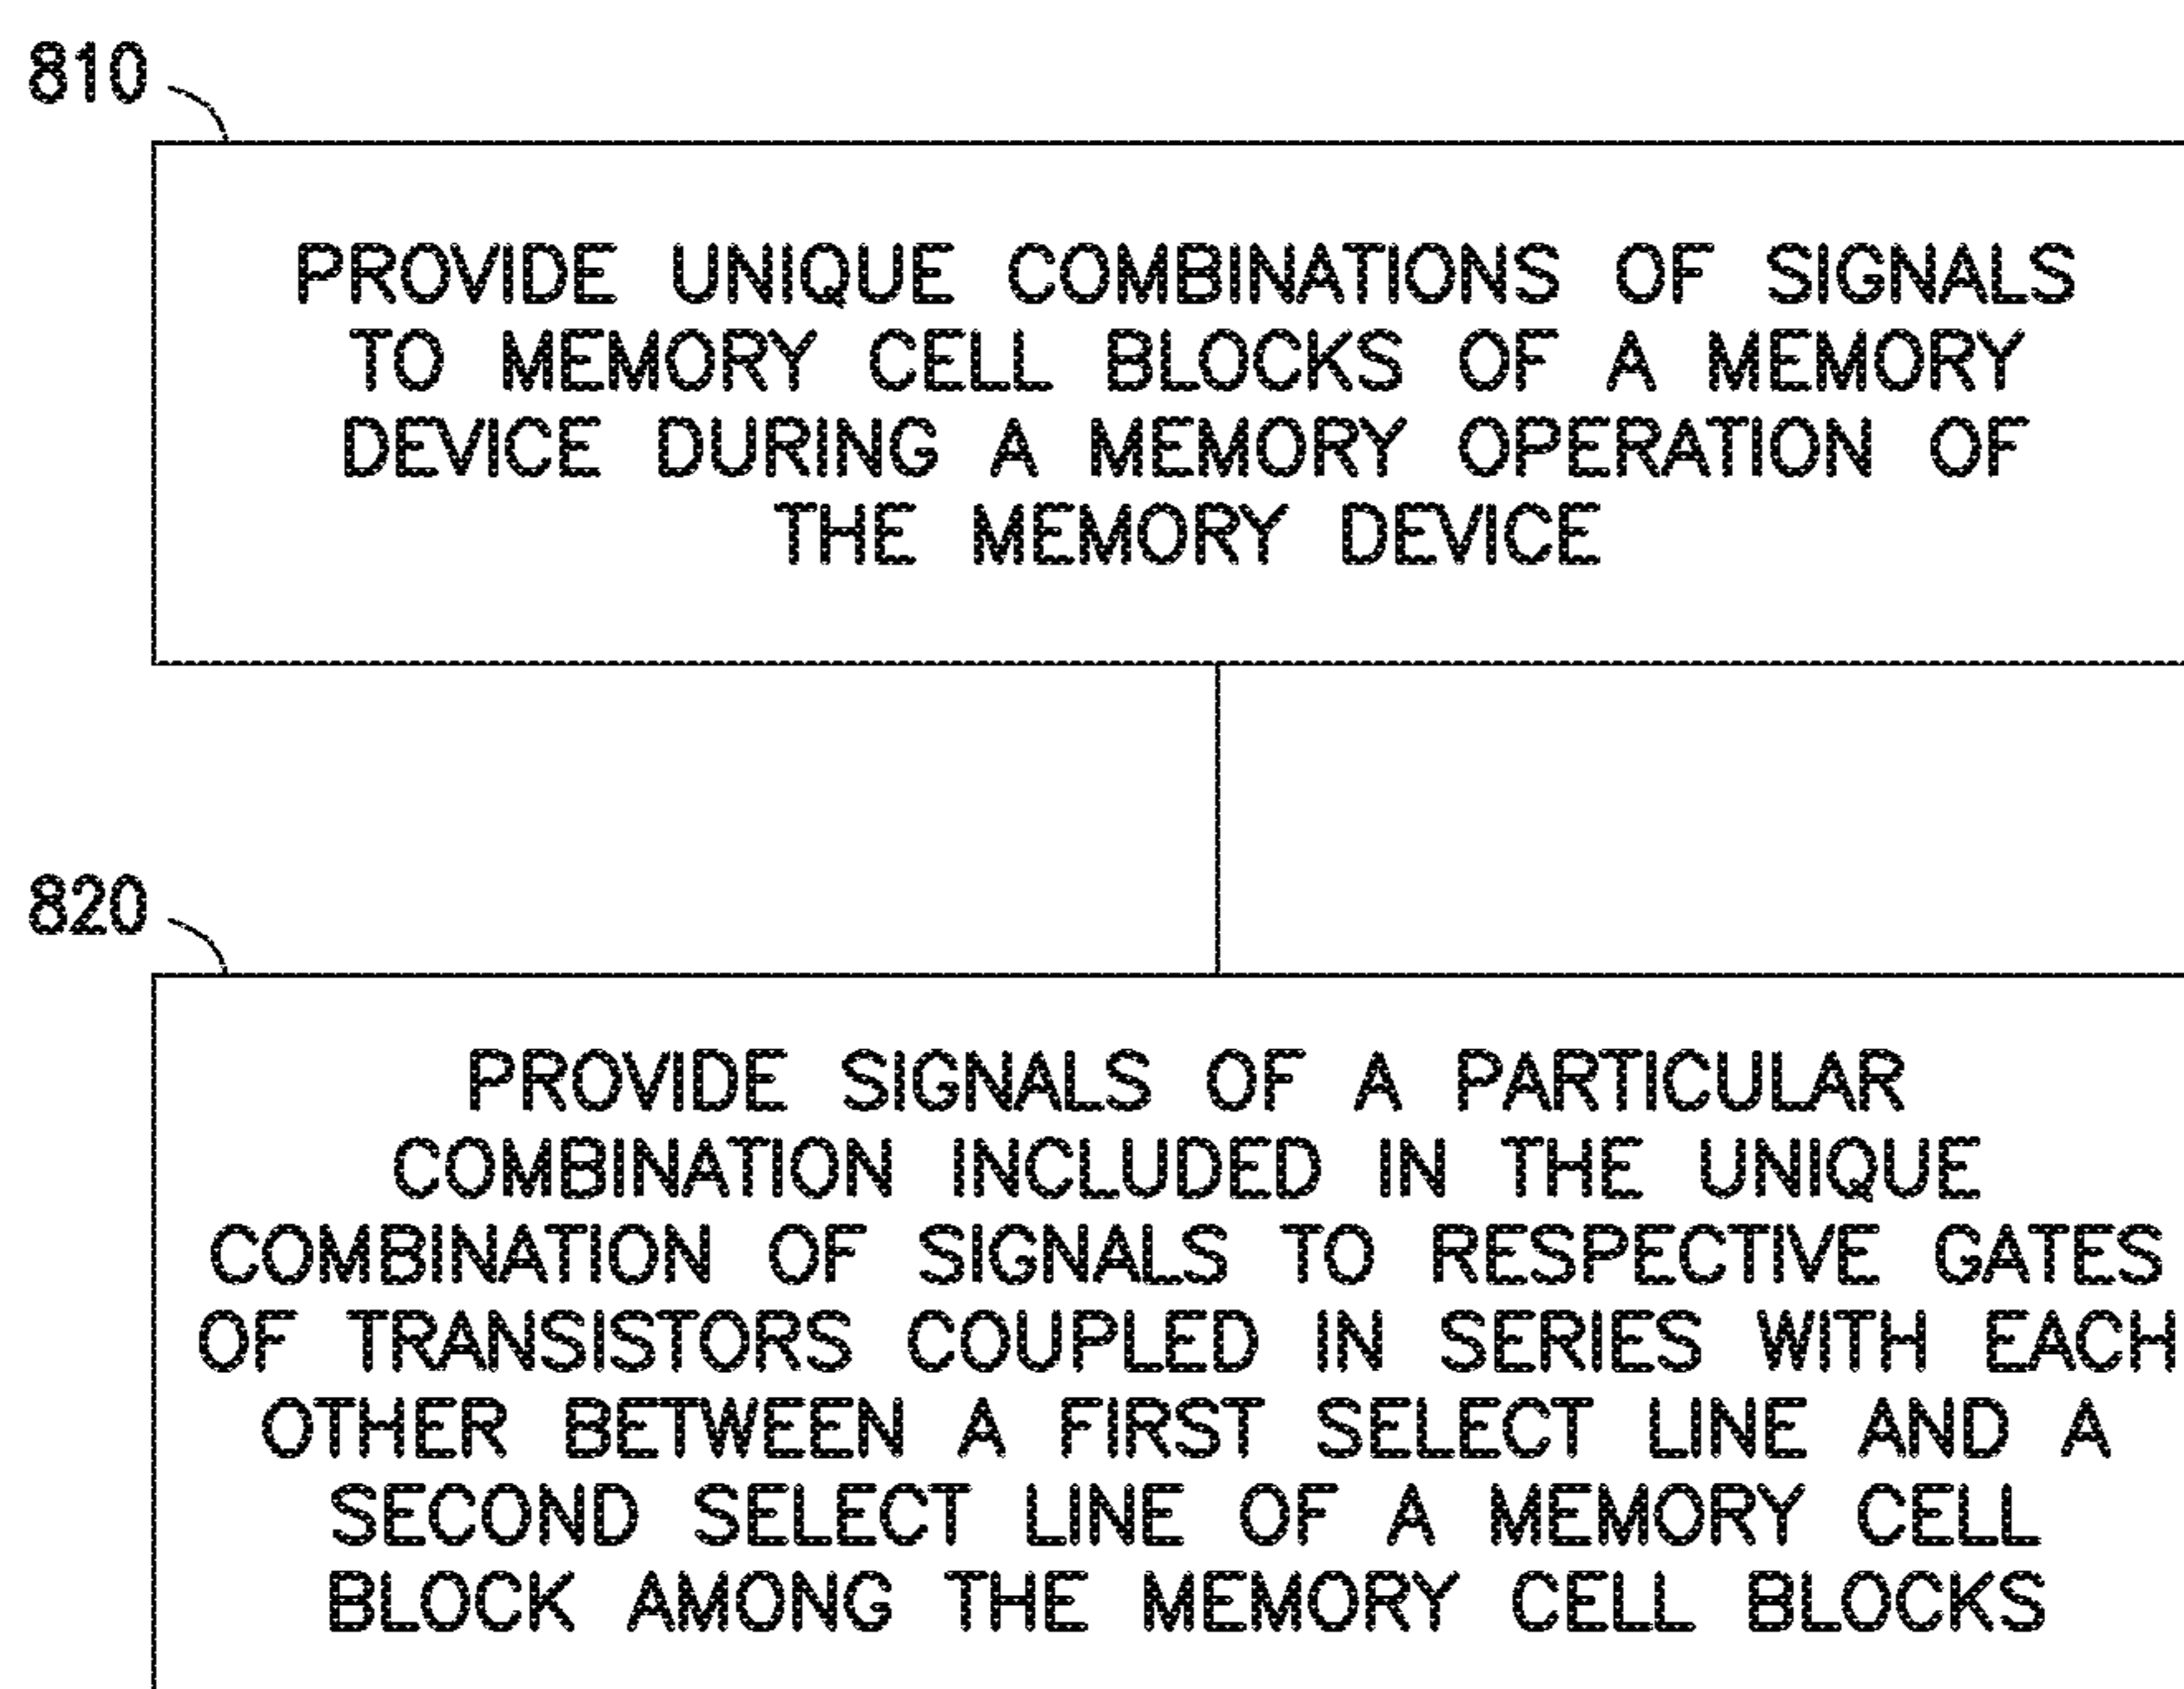 810
PROVIDE UNIQUE COMBINATIONS OF SIGNALS
TO MEMORY CELL BLOCKS OF A MEMORY
DEVICE DURING A MEMORY OPERATION OF
THE MEMORY DEVICE
820
PROVIDE SIGNALS OF A PARTICULAR
COMBINATION INCLUDED IN THE UNIQUE
COMBINATION OF SIGNALS TO RESPECTIVE GATES
OF TRANSISTORS COUPLED IN SERIES WITH EACH
OTHER BETWEEN A FIRST SELECT LINE AND A
SECOND SELECT LINE OF A MEMORY CELL
BLOCK AMONG THE MEMORY CELL BLOCKS